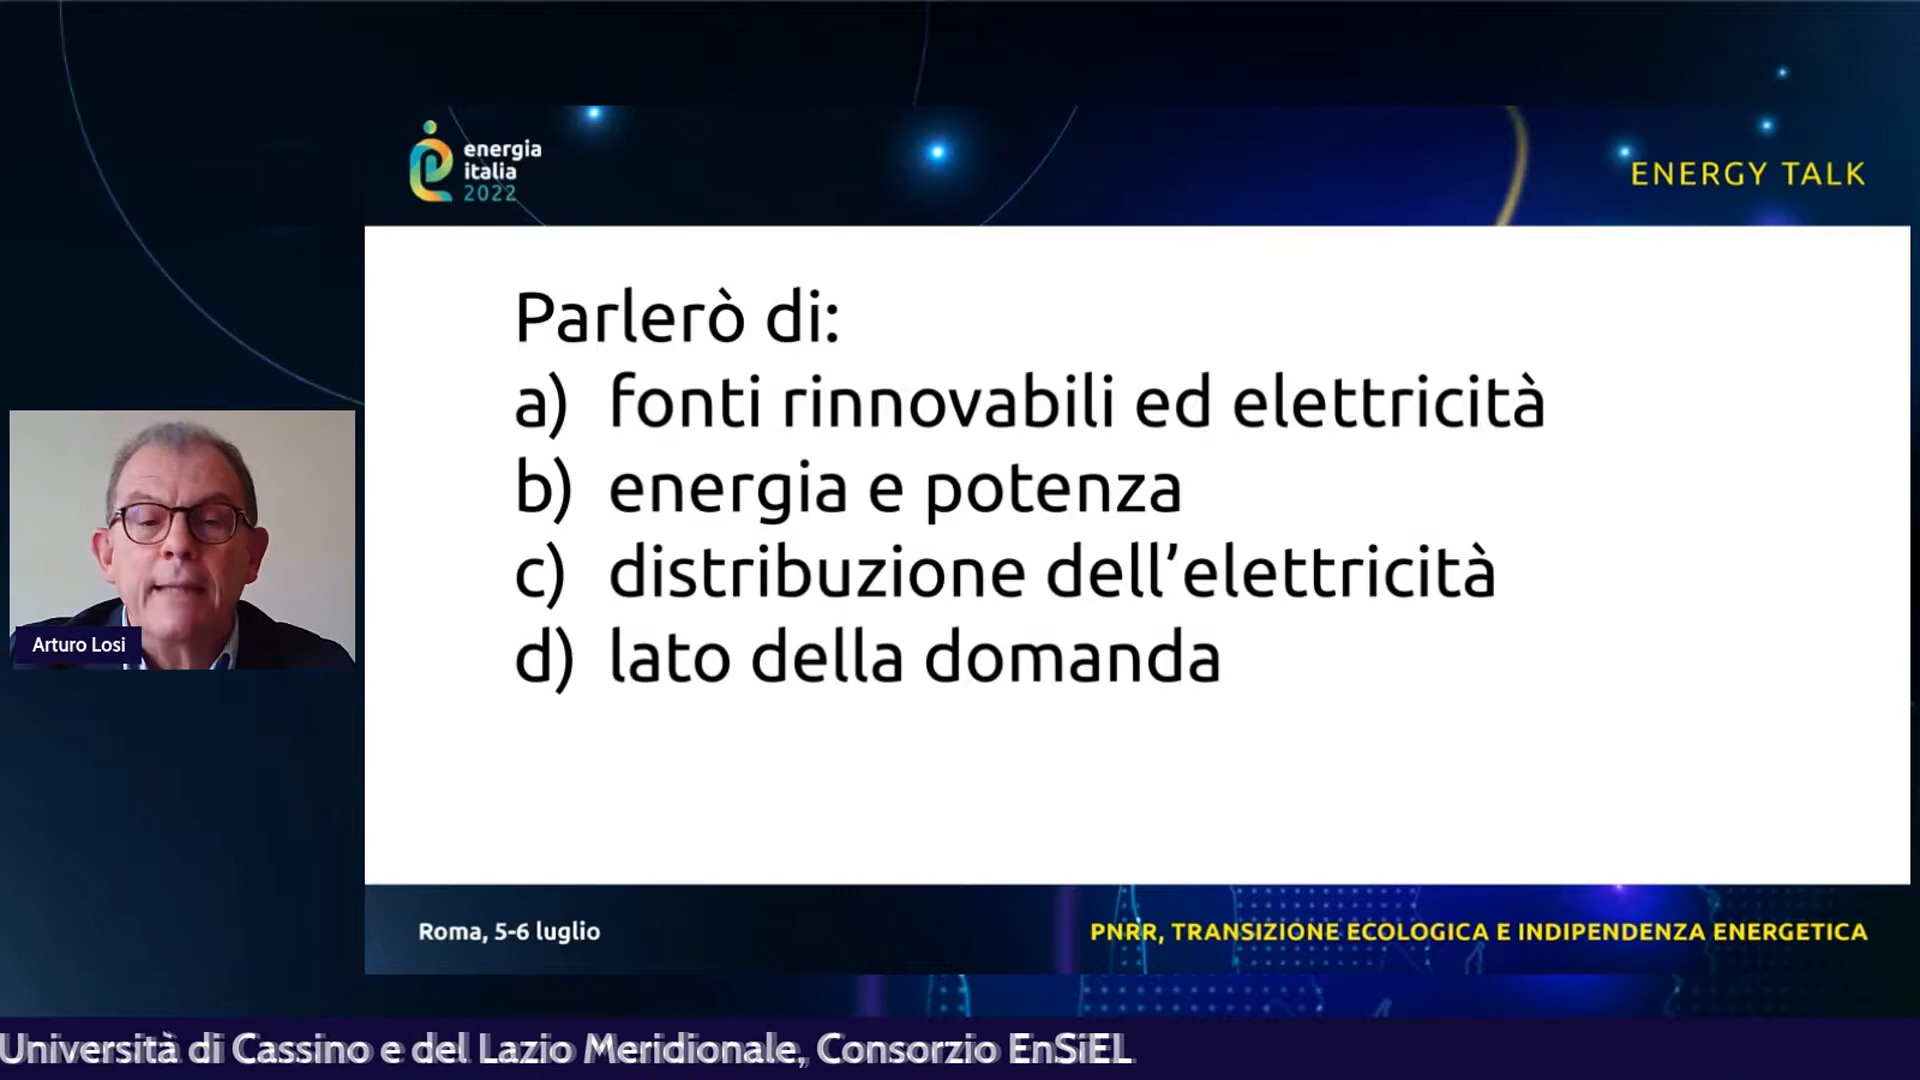 energia
italia
2022
ENERGY TALK
Parlerò di:
a) fonti rinnovabili ed elettricità
b) energia e potenza
c) distribuzione dell’elettricità
d) lato della domanda
Arturo Losi
Roma, 5-6 luglio
PNRR, TRANSIZIONE ECOLOGICA E INDIPENDENZA ENERGETICA
Università di Cassino e del Lazio Meridionale, Consorzio EnSiEL